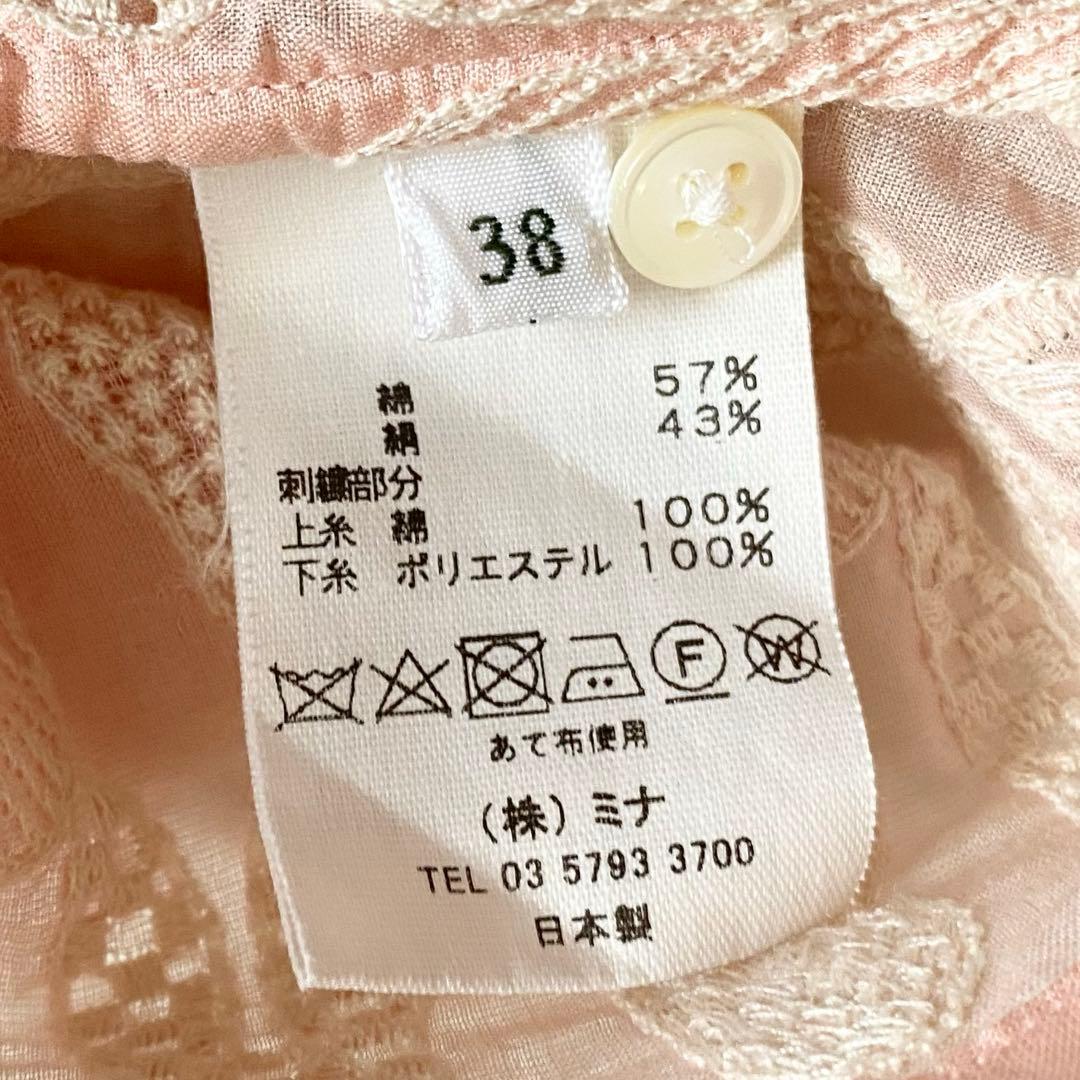 38
綿 57%
絹 43%
刺繍部分
上糸 綿 100%
下糸 ポリエステル 100%
F W
あて布使用
(株)ミナ
TEL 03 5793 3700
日本製